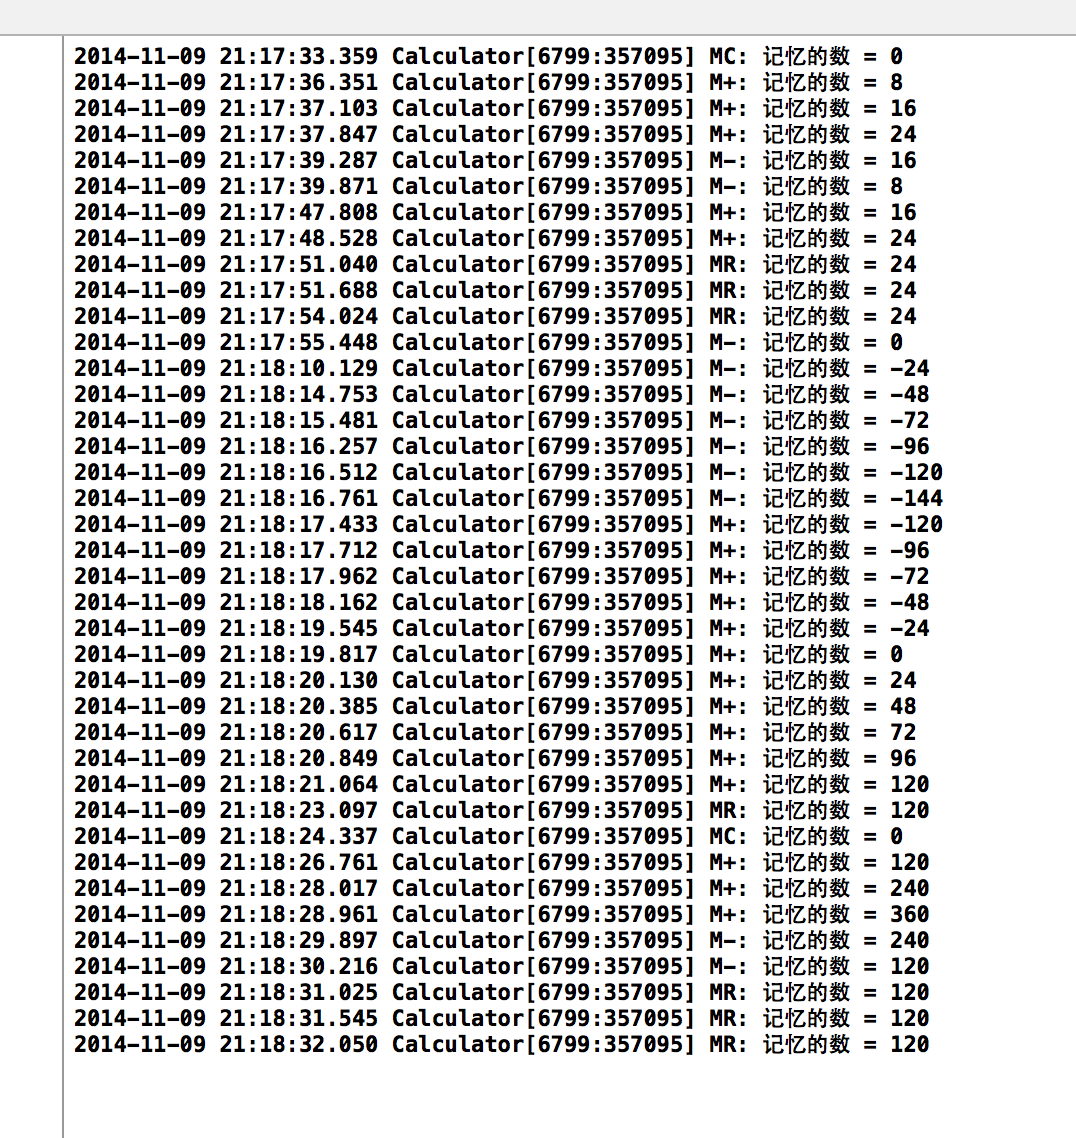 2014-11-09 21:17:33.359 Calculator[6799:357095] MC: 记忆的数 = 0
2014-11-09 21:17:36.351 Calculator[6799:357095] M+: 记忆的数 = 8
2014-11-09 21:17:37.103 Calculator[6799:357095] M+: 记忆的数 = 16
2014-11-09 21:17:37.847 Calculator[6799:357095] M+: 记忆的数 = 24
2014-11-09 21:17:39.287 Calculator[6799:357095] M-: 记忆的数 = 16
2014-11-09 21:17:39.871 Calculator[6799:357095] M-: 记忆的数 = 8
2014-11-09 21:17:47.808 Calculator[6799:357095] M+: 记忆的数 = 16
2014-11-09 21:17:48.528 Calculator[6799:357095] M+: 记忆的数 = 24
2014-11-09 21:17:51.040 Calculator[6799:357095] MR: 记忆的数 = 24
2014-11-09 21:17:51.688 Calculator[6799:357095] MR: 记忆的数 = 24
2014-11-09 21:17:54.024 Calculator[6799:357095] MR: 记忆的数 = 24
2014-11-09 21:17:55.448 Calculator[6799:357095] M-: 记忆的数 = 0
2014-11-09 21:18:10.129 Calculator[6799:357095] M-: 记忆的数 = -24
2014-11-09 21:18:14.753 Calculator[6799:357095] M-: 记忆的数 = -48
2014-11-09 21:18:15.481 Calculator[6799:357095] M-: 记忆的数 = -72
2014-11-09 21:18:16.257 Calculator[6799:357095] M-: 记忆的数 = -96
2014-11-09 21:18:16.512 Calculator[6799:357095] M-: 记忆的数 = -120
2014-11-09 21:18:16.761 Calculator[6799:357095] M-: 记忆的数 = -144
2014-11-09 21:18:17.433 Calculator[6799:357095] M+: 记忆的数 = -120
2014-11-09 21:18:17.712 Calculator[6799:357095] M+: 记忆的数 = -96
2014-11-09 21:18:17.962 Calculator[6799:357095] M+: 记忆的数 = -72
2014-11-09 21:18:18.162 Calculator[6799:357095] M+: 记忆的数 = -48
2014-11-09 21:18:19.545 Calculator[6799:357095] M+: 记忆的数 = -24
2014-11-09 21:18:19.817 Calculator[6799:357095] M+: 记忆的数 = 0
2014-11-09 21:18:20.130 Calculator[6799:357095] M+: 记忆的数 = 24
2014-11-09 21:18:20.385 Calculator[6799:357095] M+: 记忆的数 = 48
2014-11-09 21:18:20.617 Calculator[6799:357095] M+: 记忆的数 = 72
2014-11-09 21:18:20.849 Calculator[6799:357095] M+: 记忆的数 = 96
2014-11-09 21:18:21.064 Calculator[6799:357095] M+: 记忆的数 = 120
2014-11-09 21:18:23.097 Calculator[6799:357095] MR: 记忆的数 = 120
2014-11-09 21:18:24.337 Calculator[6799:357095] MC: 记忆的数 = 0
2014-11-09 21:18:26.761 Calculator[6799:357095] M+: 记忆的数 = 120
2014-11-09 21:18:28.017 Calculator[6799:357095] M+: 记忆的数 = 240
2014-11-09 21:18:28.961 Calculator[6799:357095] M+: 记忆的数 = 360
2014-11-09 21:18:29.897 Calculator[6799:357095] M-: 记忆的数 = 240
2014-11-09 21:18:30.216 Calculator[6799:357095] M-: 记忆的数 = 120
2014-11-09 21:18:31.025 Calculator[6799:357095] MR: 记忆的数 = 120
2014-11-09 21:18:31.545 Calculator[6799:357095] MR: 记忆的数 = 120
2014-11-09 21:18:32.050 Calculator[6799:357095] MR: 记忆的数 = 120